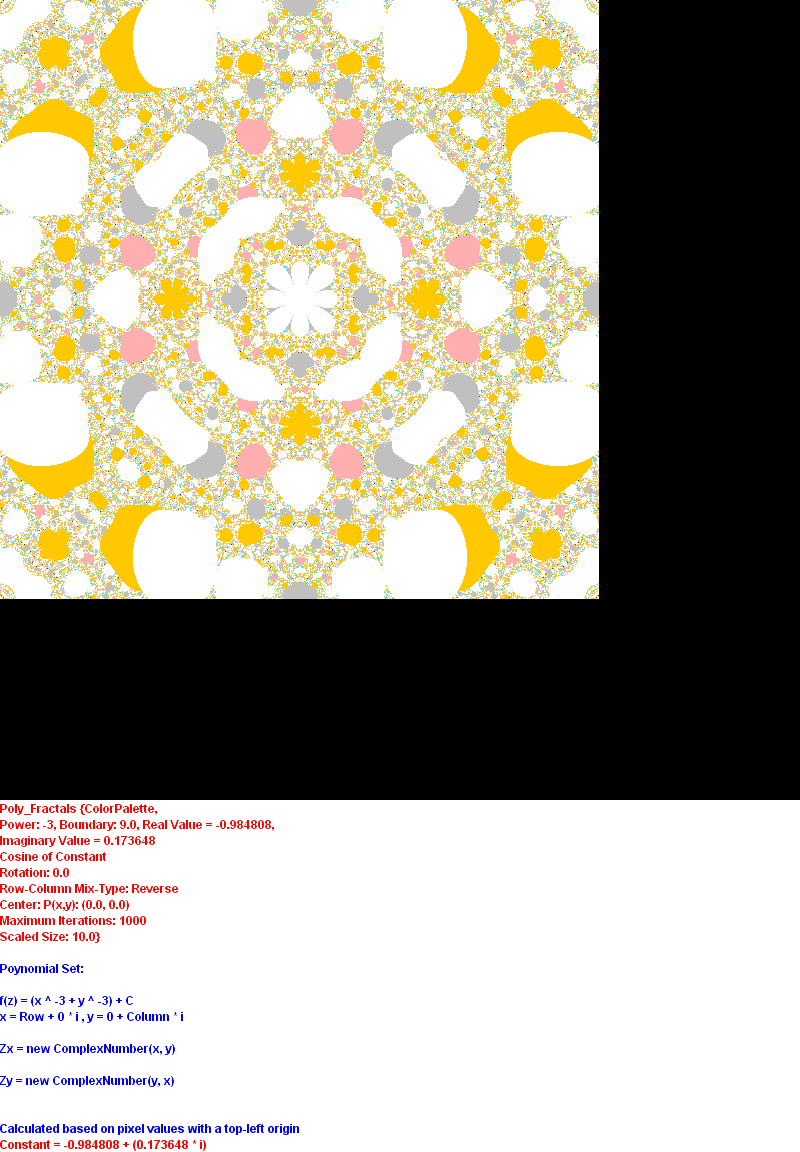 Poly_Fractals {ColorPalette,
Power: -3, Boundary: 9.0, Real Value = -0.984808,
Imaginary Value = 0.173648
Cosine of Constant
Rotation: 0.0
Row-Column Mix-Type: Reverse
Center: P(x,y): (0.0, 0.0)
Maximum Iterations: 1000
Scaled Size: 10.0}
Poynomial Set:
f(z) = (x ^ -3 + y ^ -3) + C
x = Row + 0 * i , y = 0 + Column * i
Zx = new ComplexNumber(x, y)
Zy = new ComplexNumber(y, x)
Calculated based on pixel values with a top-left origin
Constant = -0.984808 + (0.173648 * i)